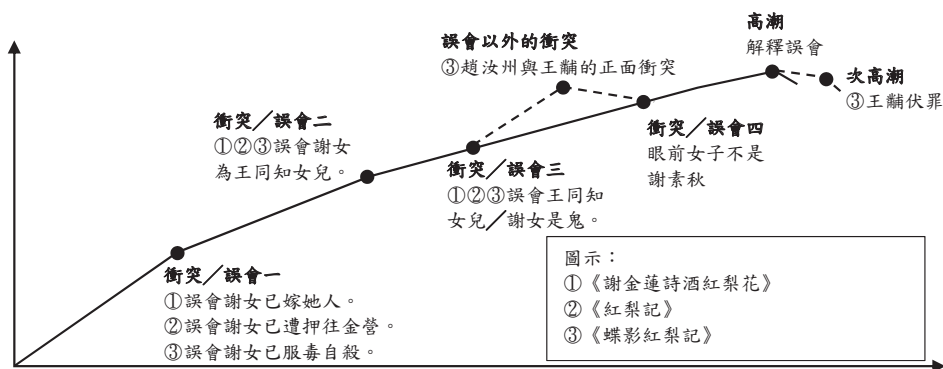 高潮
解釋誤會
誤會以外的衝突
③趙汝州與王黼的正面衝突
次高潮
③王黼伏罪
衝突／誤會二
①②③誤會謝女
為王同知女兒。
衝突／誤會四
眼前女子不是
謝素秋
衝突／誤會三
①②③誤會王同知
女兒／謝女是鬼。
衝突／誤會一
①誤會謝女已嫁她人。
②誤會謝女已遭押往金營。
③誤會謝女已服毒自殺。
圖示：
①《謝金蓮詩酒紅梨花》
②《紅梨記》
③《蝶影紅梨記》